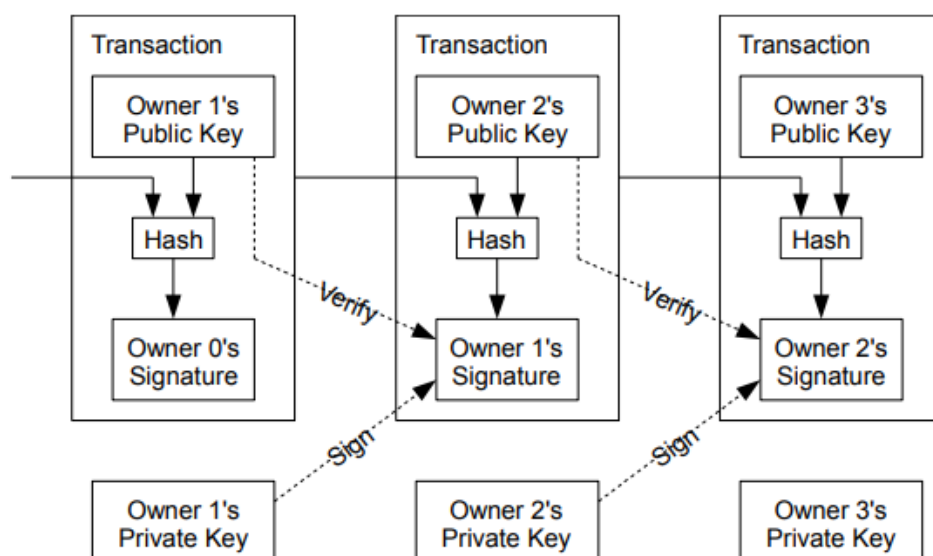 Transaction
Transaction
Transaction
Owner 1's
Public Key
Owner 2's
Public Key
Owner 3's
Public Key
Hash
Hash
Hash
Verify
Verify
Owner 0's
Signature
Owner 1's
Signature
Owner 2's
Signature
Sign
Sign
Owner 1's
Private Key
Owner 2's
Private Key
Owner 3's
Private Key